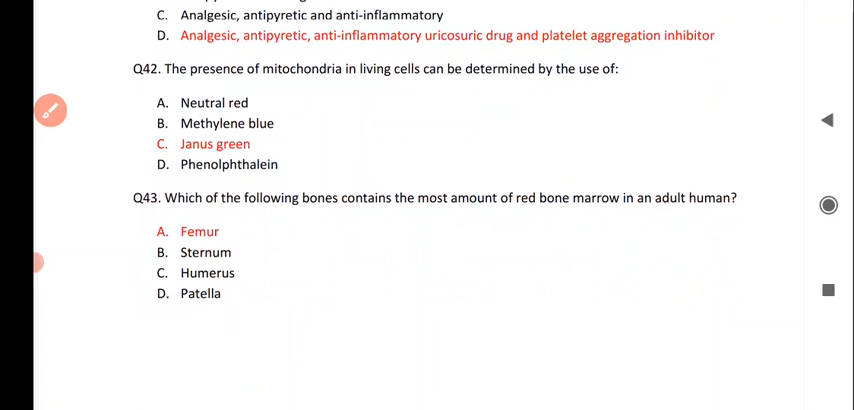 C. Analgesic, antipyretic and anti-inflammatory
D. Analgesic, antipyretic, anti-inflammatory uricosuric drug and platelet aggregation inhibitor
Q42. The presence of mitochondria in living cells can be determined by the use of:
A. Neutral red
B. Methylene blue
C. Janus green
D. Phenolphthalein
Q43. Which of the following bones contains the most amount of red bone marrow in an adult human?
A. Femur
B. Sternum
C. Humerus
D. Patella